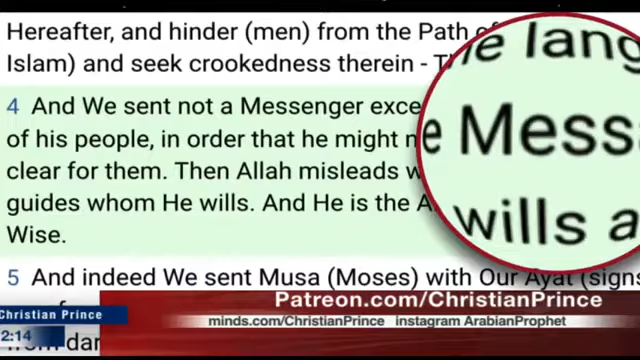 Hereafter, and hinder (men) from the Path of
Islam) and seek crookedness therein -
4 And We sent not a Messenger exce
of his people, in order that he might
clear for them. Then Allah misleads
guides whom He wills. And He is the
Wise.
5 And indeed We sent Musa (Moses) with Our Ayat (signs
lang
e Mess
wills a
Patreon.com/ChristianPrince
minds.com/ChristianPrince instagram ArabianProphet
Christian Prince
2:14